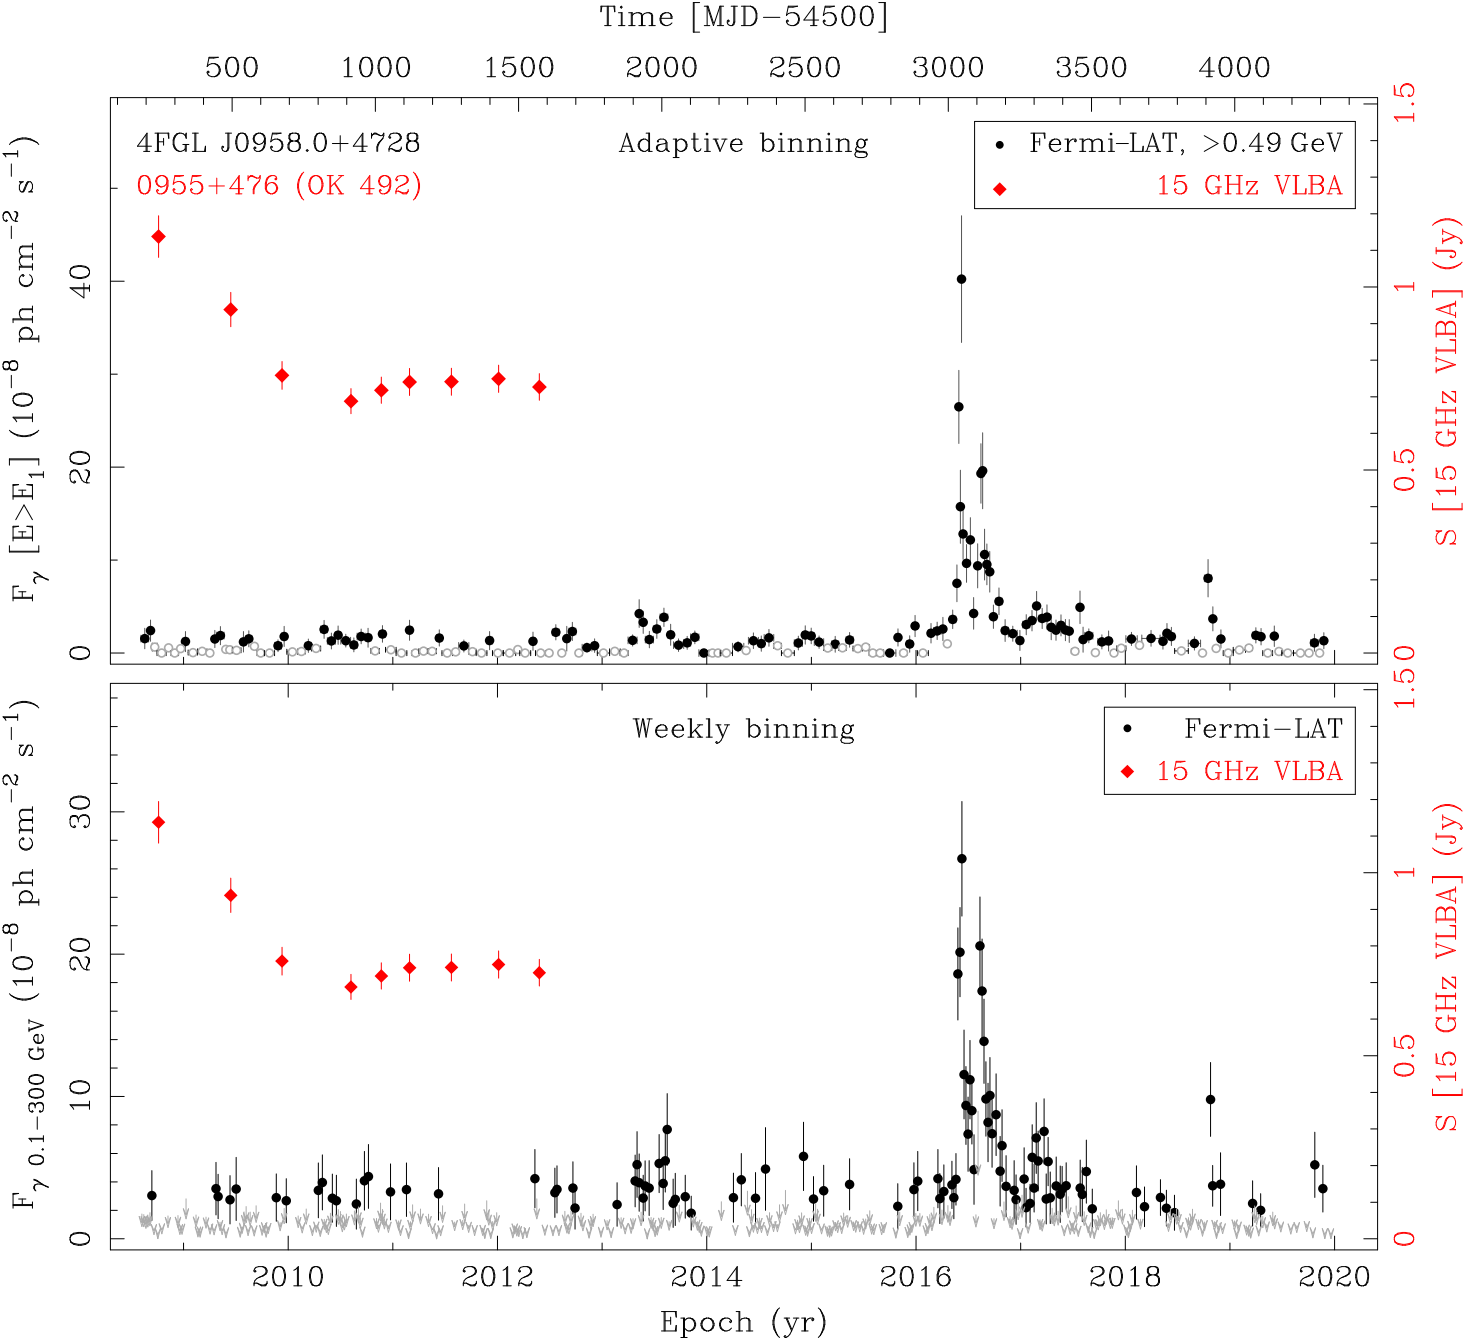 Time [MJD−54500]
500 1000 1500 2000 2500 3000 3500 4000
4FGL J0958.0+4728
0955+476 (OK 492)
Adaptive binning
Fermi−LAT, >0.49 GeV
15 GHz VLBA
Fγ [E>E1] (10−8 ph cm−2 s−1)
0 20 40
S [15 GHz VLBA] (Jy)
0 0.5 1 1.5
Weekly binning
Fermi−LAT
15 GHz VLBA
Fγ 0.1−300 GeV (10−8 ph cm−2 s−1)
0 10 20 30
S [15 GHz VLBA] (Jy)
0 0.5 1 1.5
2010 2012 2014 2016 2018 2020
Epoch (yr)